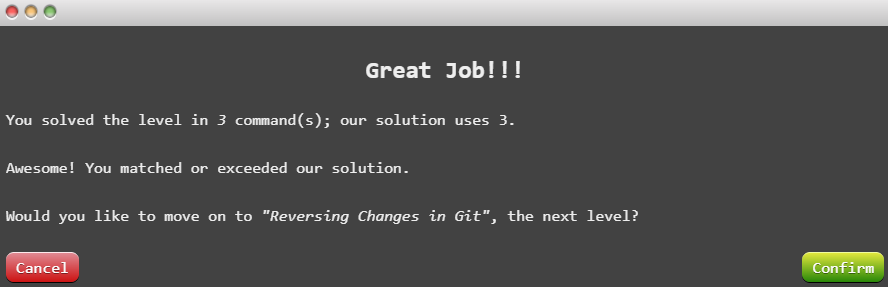 Great Job!!!
You solved the level in 3 command(s); our solution uses 3.
Awesome! You matched or exceeded our solution.
Would you like to move on to "Reversing Changes in Git", the next level?
Cancel
Confirm